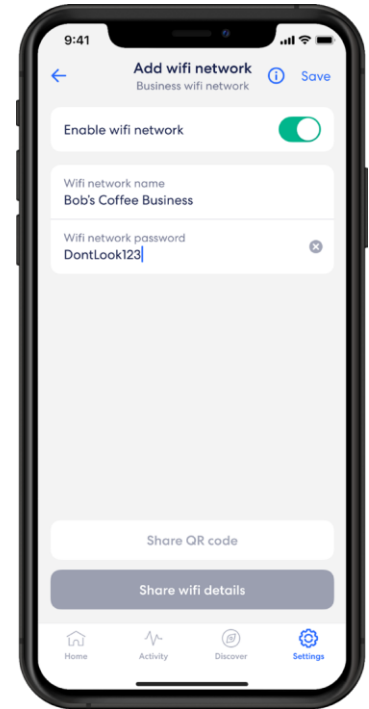 9:41
Add wifi network
Business wifi network
Save
Enable wifi network
Wifi network name
Bob's Coffee Business
Wifi network password
DontLook123
Share QR code
Share wifi details
Home
Activity
Discover
Settings